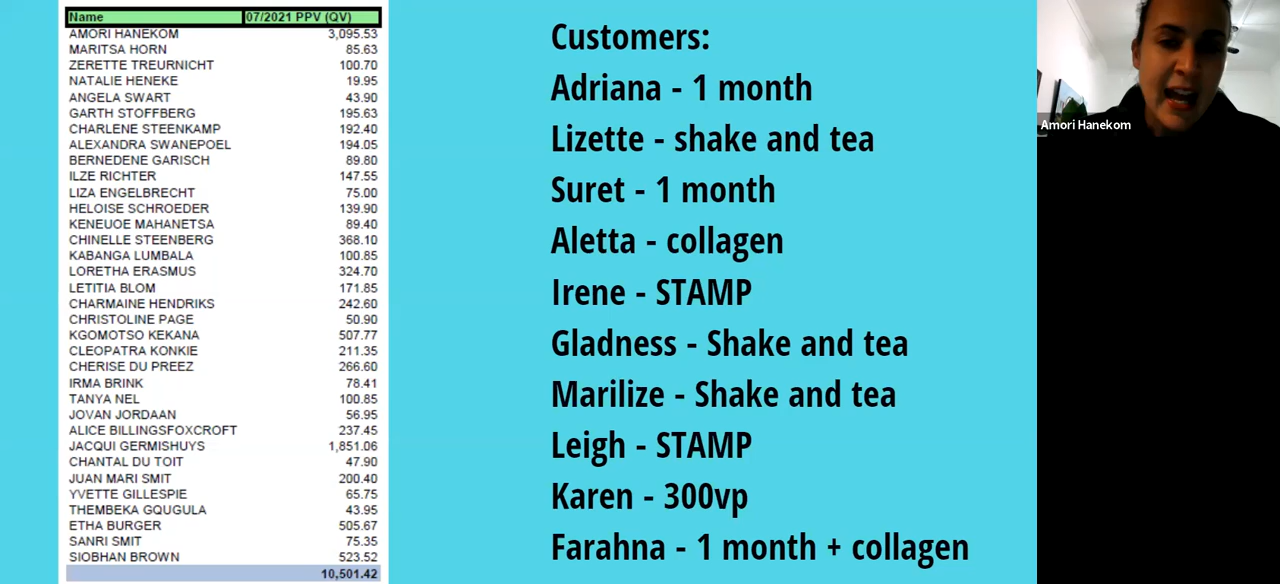 Name 07/2021 PPV (QV)
AMORI HANEKOM 3,095.53
MARITSA HORN 85.63
ZERETTE TREURNICHT 100.70
NATALIE HENEKE 19.95
ANGELA SWART 43.90
GARTH STOFFBERG 195.63
CHARLENE STEENKAMP 192.40
ALEXANDRA SWANEPOEL 194.05
BERNEDENE GARISCH 89.80
ILZE RICHTER 147.55
LIZA ENGELBRECHT 75.00
HELOISE SCHROEDER 139.90
KENEUOE MAHANETSA 89.40
CHINELLE STEENBERG 368.10
KABANGA LUMBALA 100.85
LORETHA ERASMUS 324.70
LETITIA BLOM 171.85
CHARMAINE HENDRIKS 242.60
CHRISTOLINE PAGE 50.90
KGOMOTSO KEKANA 507.77
CLEOPATRA KONKIE 211.35
CHERISE DU PREEZ 266.60
IRMA BRINK 78.41
TANYA NEL 100.85
JOVAN JORDAAN 56.95
ALICE BILLINGSFOXCROFT 237.45
JACQUI GERMISHUYS 1,851.06
CHANTAL DU TOIT 47.90
JUAN MARI SMIT 200.40
YVETTE GILLESPIE 65.75
THEMBEKA GQUGULA 43.95
ETHA BURGER 505.67
SANRI SMIT 75.35
SIOBHAN BROWN 523.52
10,501.42
Customers:
Adriana - 1 month
Lizette - shake and tea
Suret - 1 month
Aletta - collagen
Irene - STAMP
Gladness - Shake and tea
Marilize - Shake and tea
Leigh - STAMP
Karen - 300vp
Farahna - 1 month + collagen
Amori Hanekom